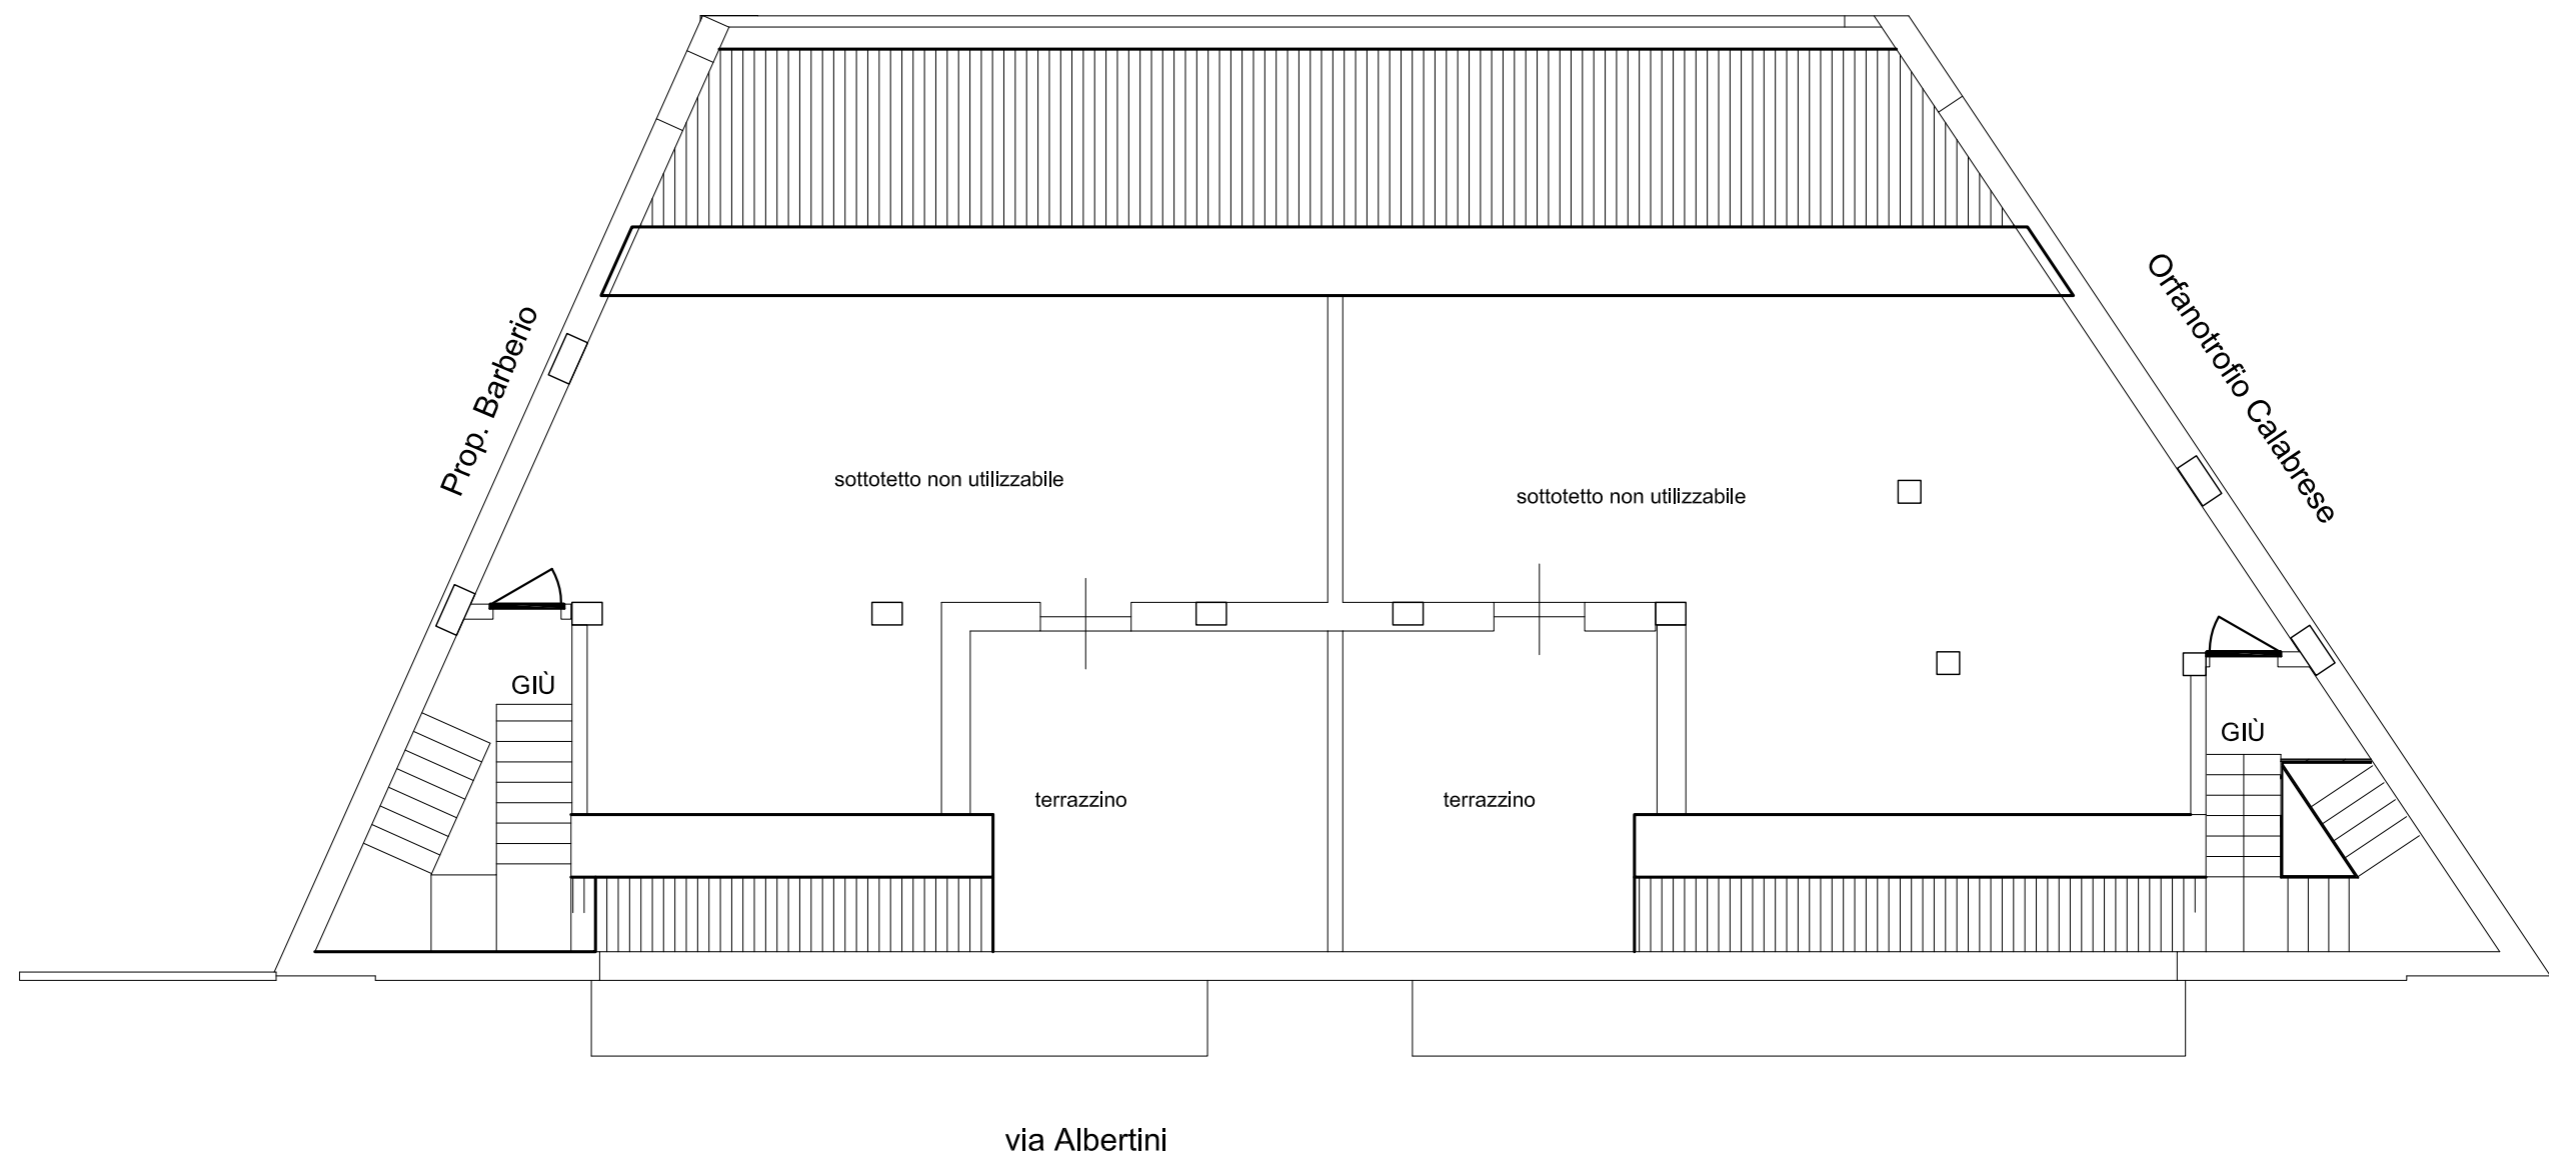 Prop. Barberio
Orfanotrofio Calabrese
sottotetto non utilizzabile
sottotetto non utilizzabile
GIÙ
GIÙ
terrazzino
terrazzino
via Albertini